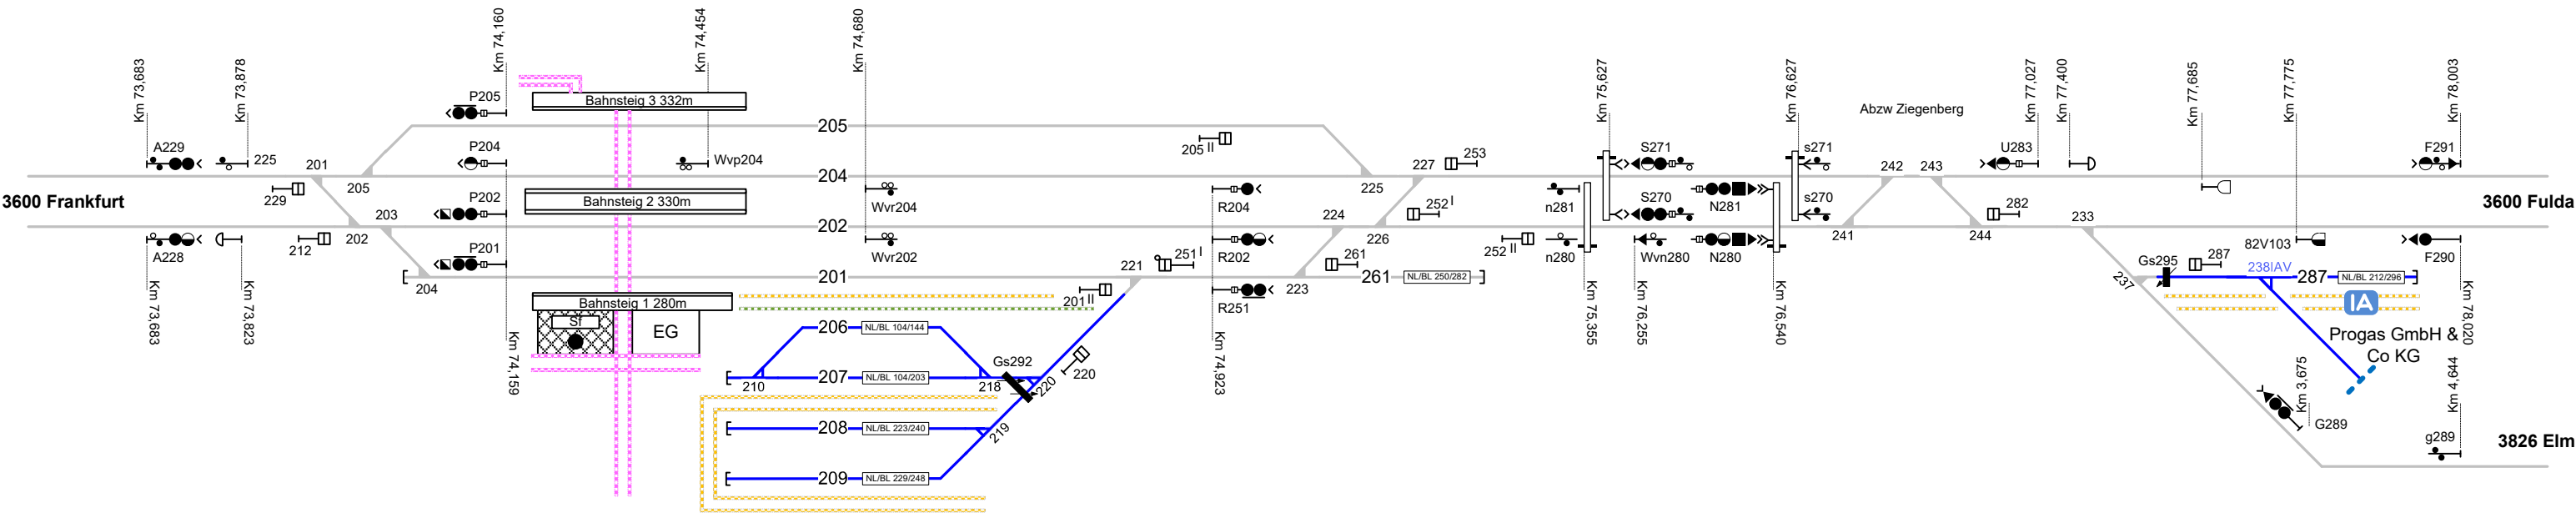 Km 73,683
Km 73,878
Km 74,160
Km 74,454
Km 74,680
Km 75,627
Km 76,627
Km 77,027
Km 77,400
Km 77,685
Km 77,775
Km 78,003
Abzw Ziegenberg
P205
Bahnsteig 3 332m
205
205 II
A229
225
201
P204
Wvp204
227
253
S271
s271
242
243
U283
F291
3600 Frankfurt
229
205
204
225
3600 Fulda
203
P202
Bahnsteig 2 330m
Wvr204
R204
252 I
n281
S270
N281
s270
282
233
202
212
202
224
226
241
244
A228
P201
Wvr202
R202
252 II
n280
Wvn280
N280
82V103
F290
204
201
221
251 I
261
223
261
NL/BL 250/282
237
Gs295
287
238IAV
287
NL/BL 212/296
Bahnsteig 1 280m
201 II
R251
IA
Sf
EG
206
NL/BL 104/144
Progas GmbH &
Co KG
Km 73,683
Km 73,823
Km 74,159
Km 74,923
Km 75,355
Km 76,255
Km 76,540
Km 78,020
Gs292
220
210
207
NL/BL 104/203
218
220
Km 3,675
Km 4,644
208
NL/BL 223/240
219
G289
g289
3826 Elm
209
NL/BL 229/248